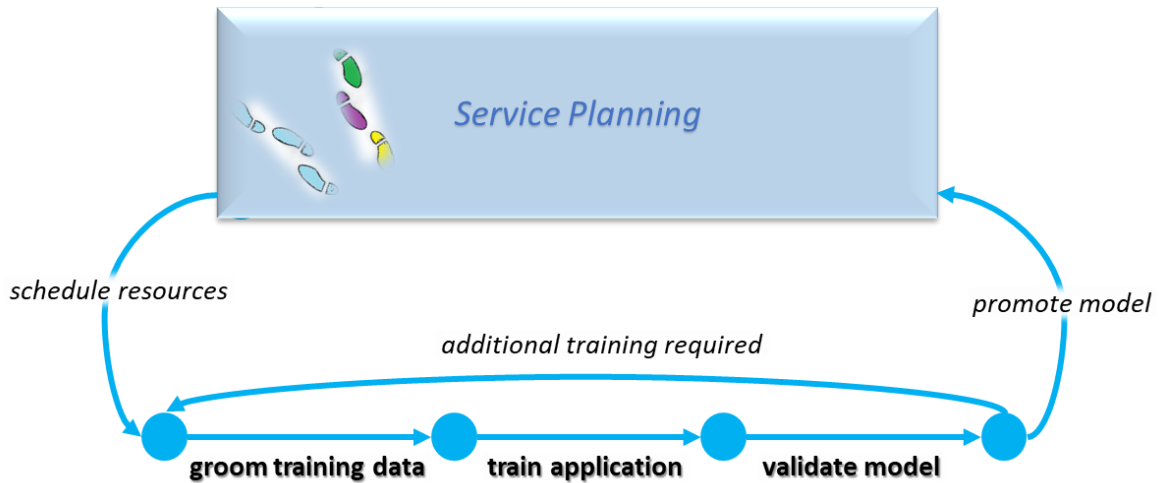 Service Planning
schedule resources
promote model
additional training required
groom training data
train application
validate model